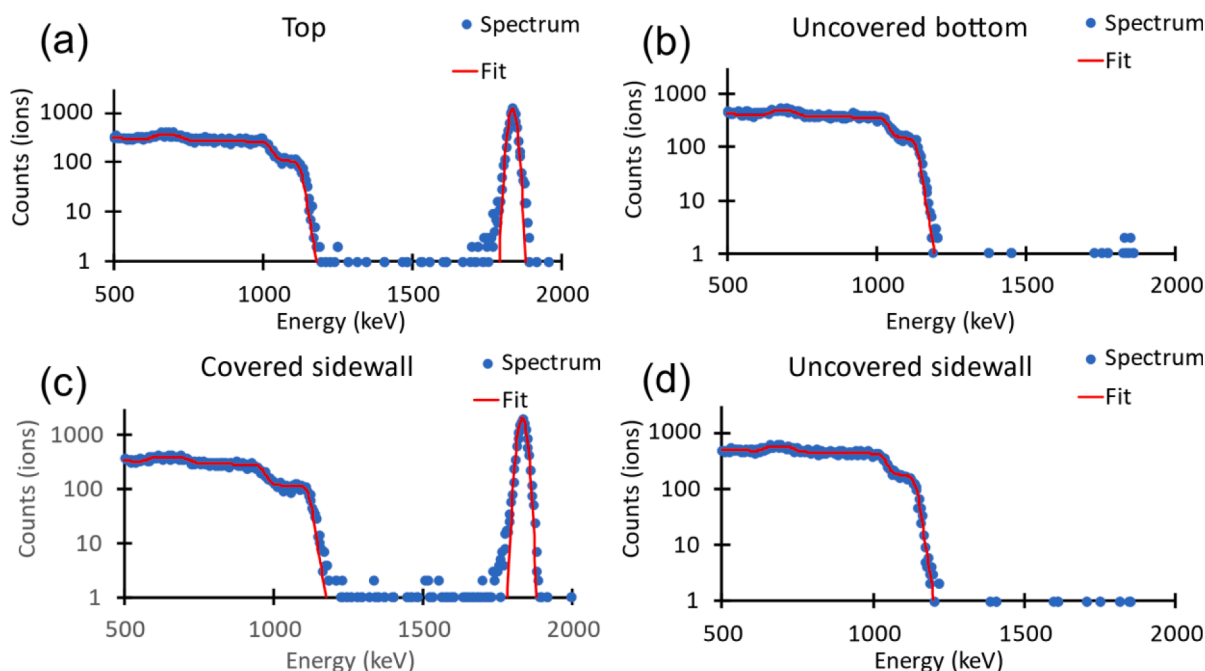 (a)
Top
Spectrum
Fit
Counts (ions)
1000
100
10
1
500
1000
1500
2000
Energy (keV)
(b)
Uncovered bottom
Spectrum
Fit
Counts (ions)
1000
100
10
1
500
1000
1500
2000
Energy (keV)
(c)
Covered sidewall
Spectrum
Fit
Counts (ions)
1000
100
10
1
500
1000
1500
2000
Energy (keV)
(d)
Uncovered sidewall
Spectrum
Fit
Counts (ions)
1000
100
10
1
500
1000
1500
2000
Energy (keV)